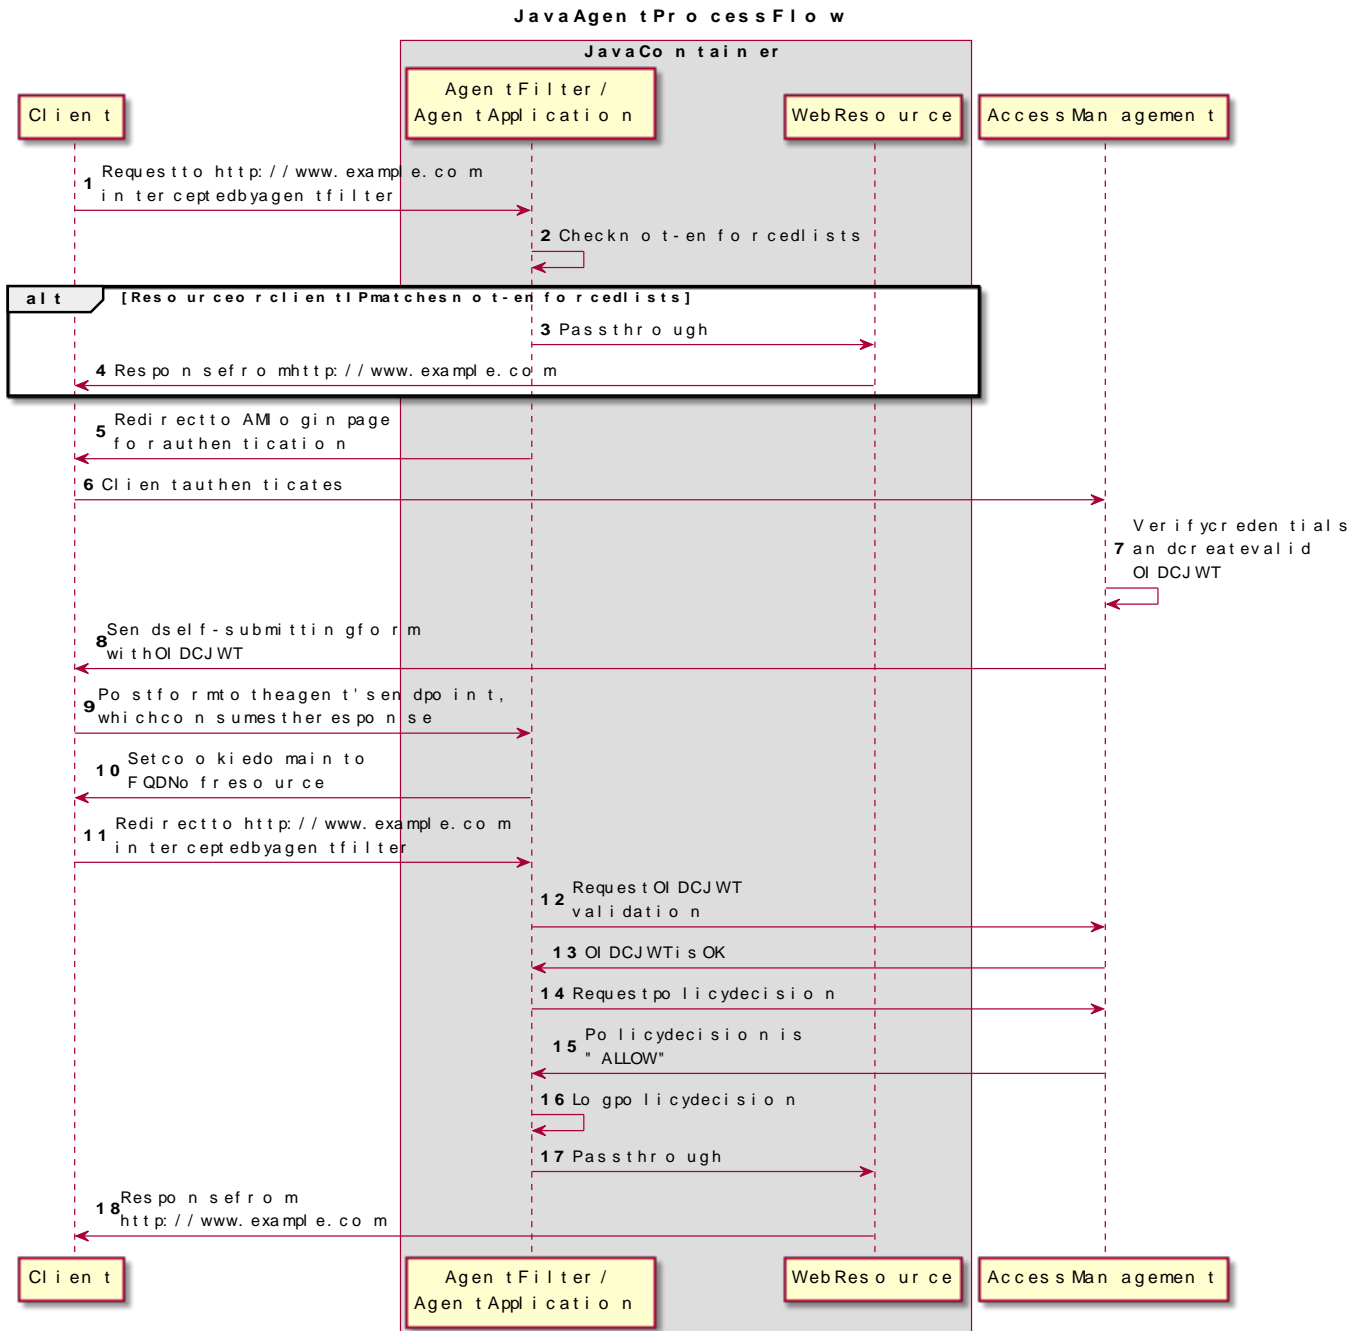 Java Agent Process Flow
Java Container
Client
Agent Filter/
Agent Application
Web Resource
Access Management
1 Request to http://www.example.com
intercepted by agent filter
2 Check not-enforced lists
alt [Resource or client IP matches not-enforced lists]
3 Pass through
4 Response from http://www.example.com
5 Redirect to AM login page
for authentication
6 Client authenticates
7 Verify credentials
and create valid
OIDC JWT
8 Send self-submitting form
with OIDC JWT
9 Post form to the agent's endpoint,
which consumes the response
10 Set cookie domain to
FQDN of resource
11 Redirect to http://www.example.com
intercepted by agent filter
12 Request OIDC JWT
validation
13 OIDC JWT is OK
14 Request policy decision
15 Policy decision is
"ALLOW"
16 Log policy decision
17 Pass through
18 Response from
http://www.example.com
Client
Agent Filter/
Agent Application
Web Resource
Access Management